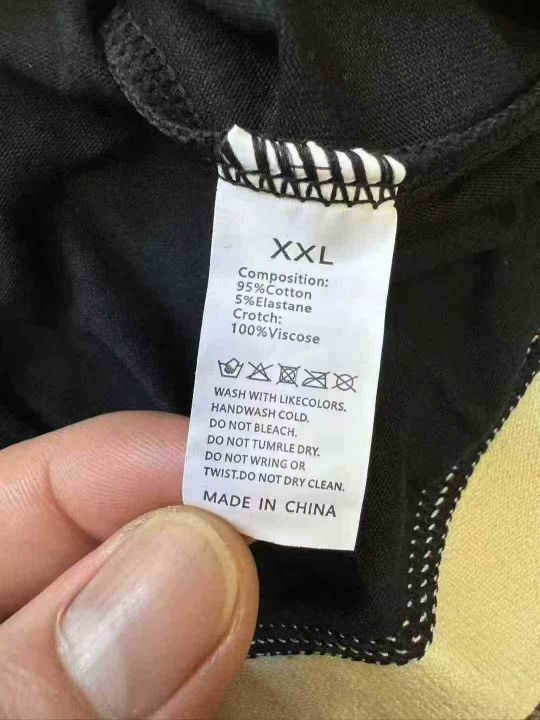 XXL
Composition:
95%Cotton
5%Elastane
Crotch:
100%Viscose
WASH WITH LIKECOLORS.
HANDWASH COLD.
DO NOT BLEACH.
DO NOT TUMRLE DRY.
DO NOT WRING OR
TWIST.DO NOT DRY CLEAN.
MADE IN CHINA